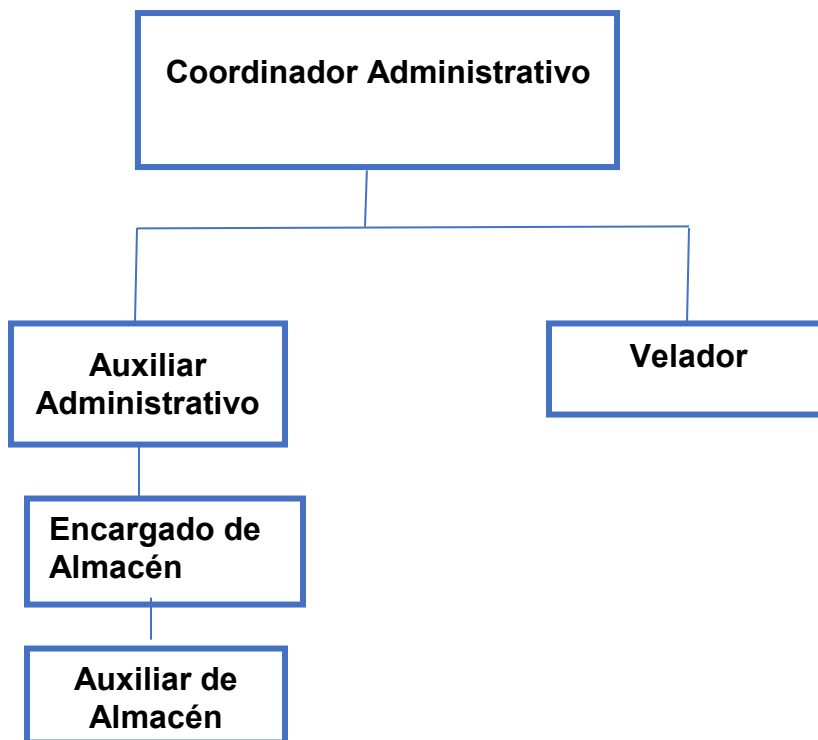 Coordinador Administrativo
Auxiliar
Administrativo
Velador
Encargado de
Almacén
Auxiliar de
Almacén